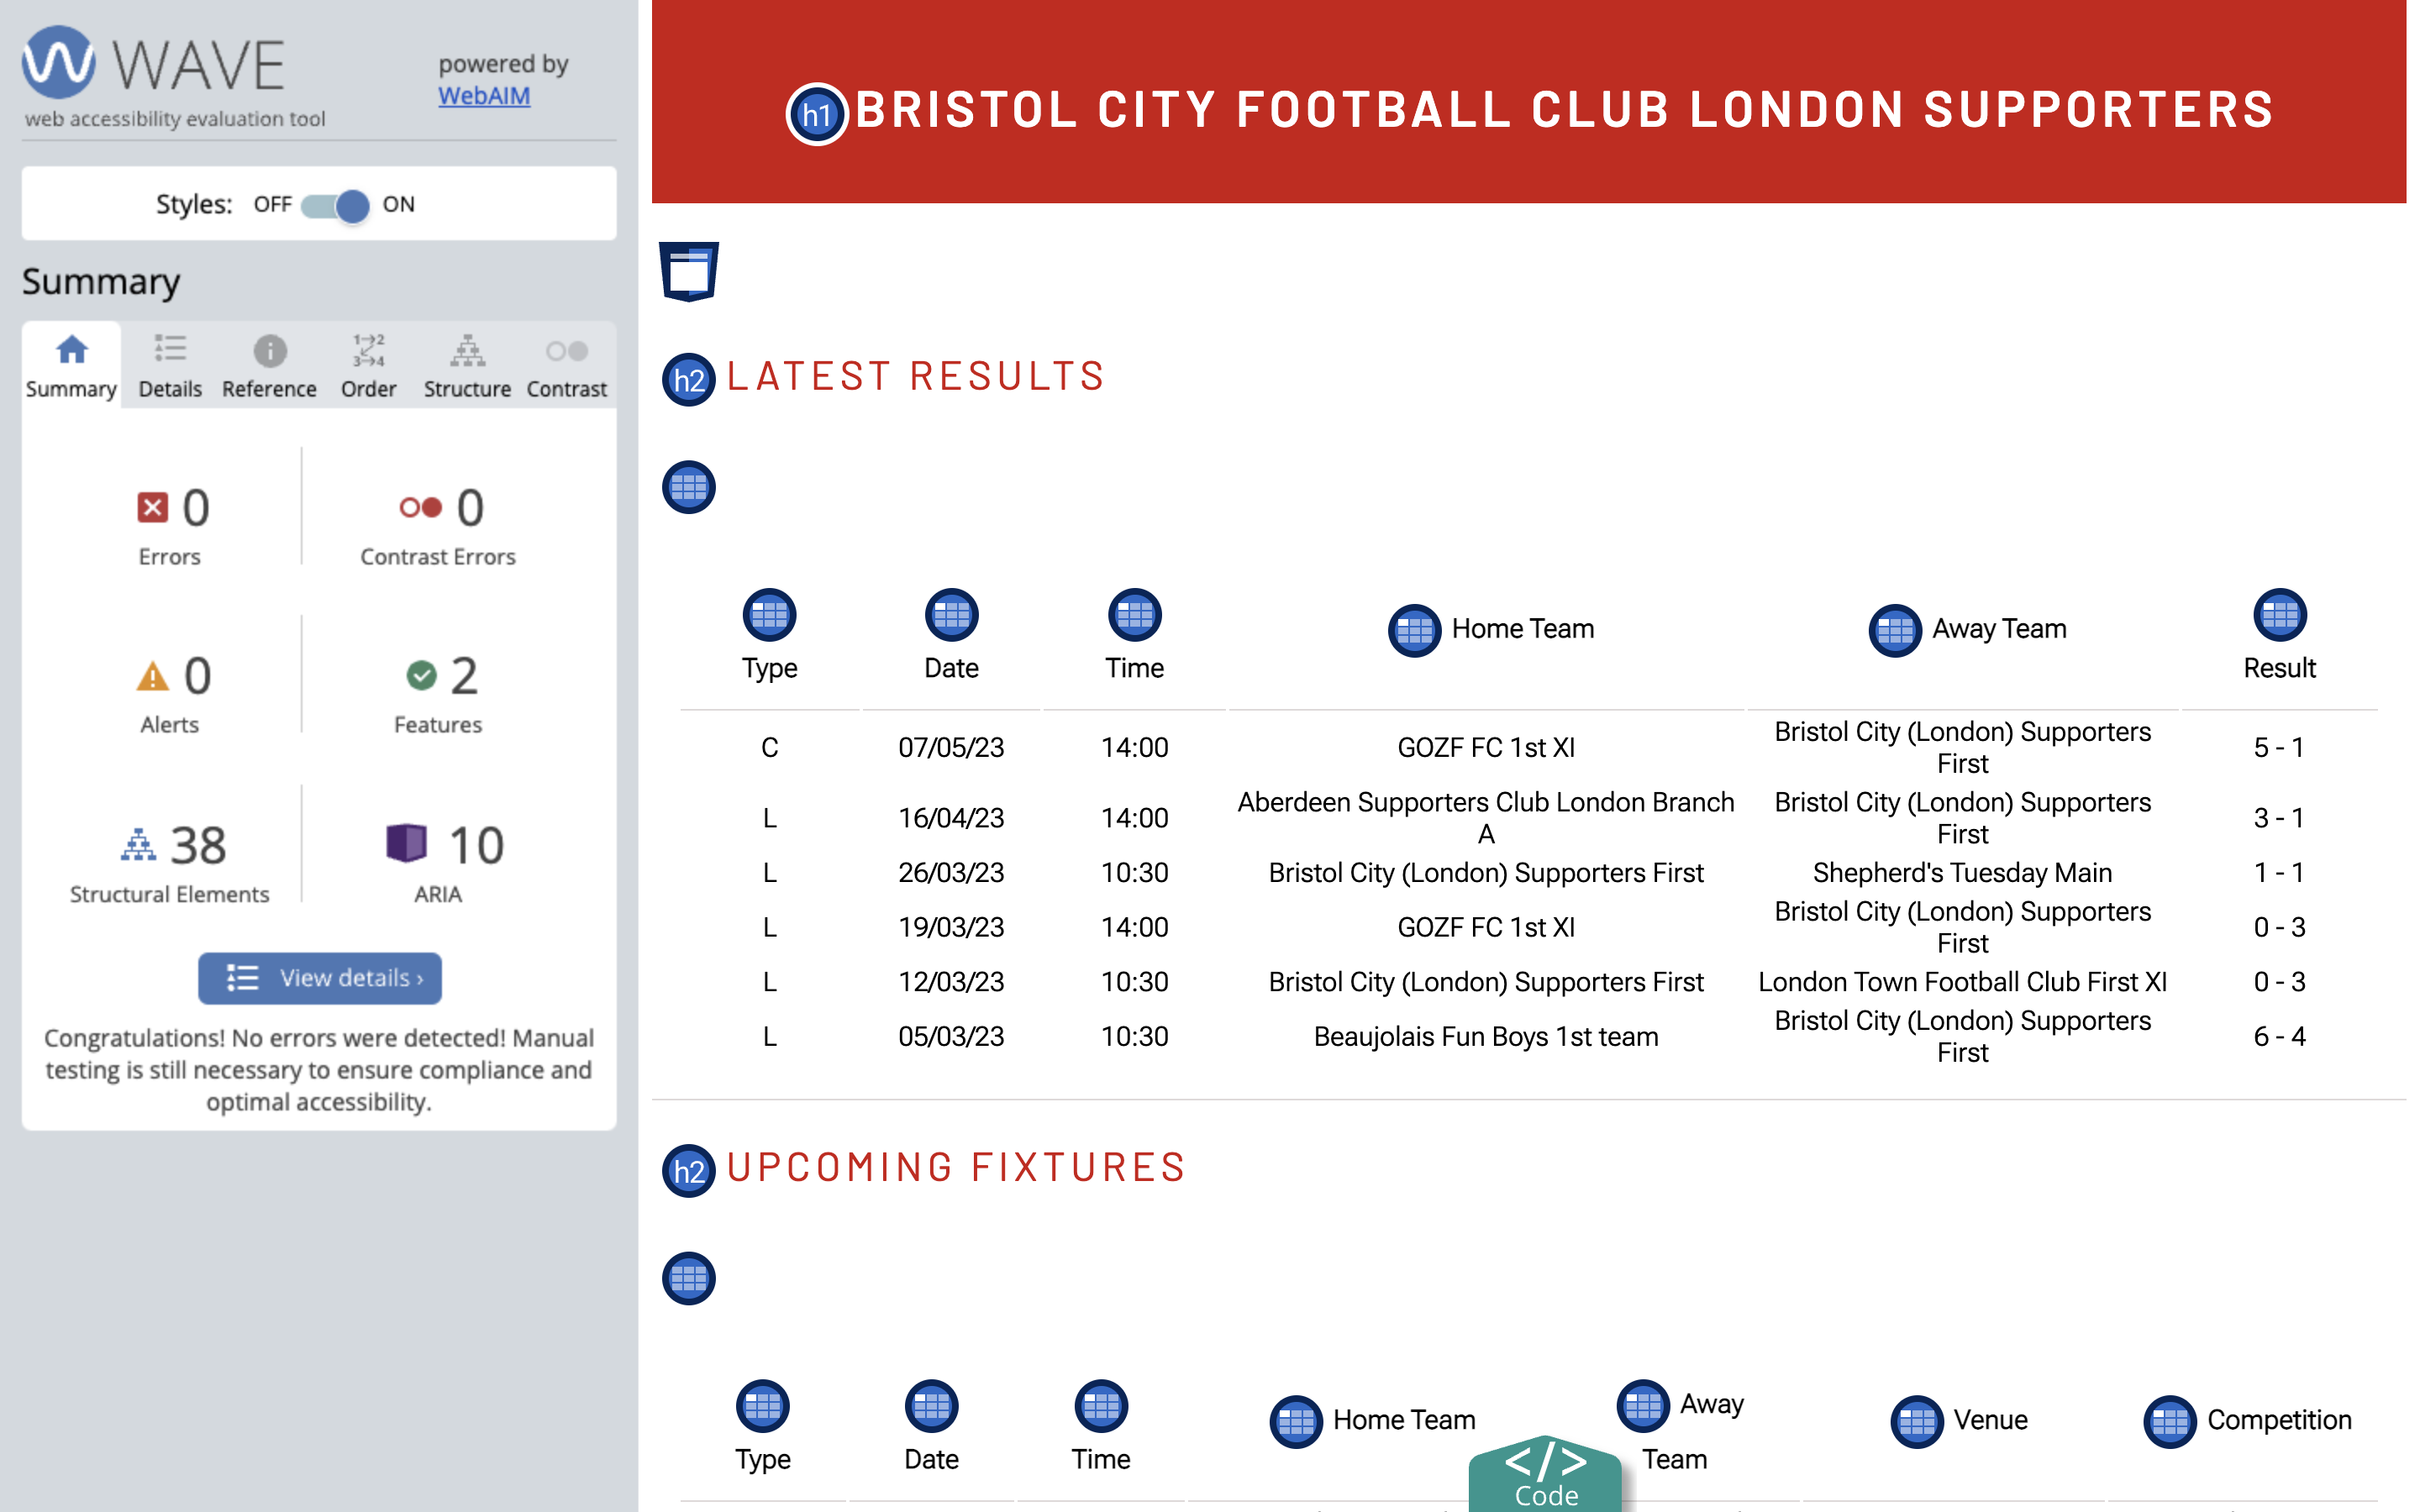 WAVE
powered by
WebAIM
web accessibility evaluation tool
Styles: OFF ON
Summary
Summary Details Reference Order Structure Contrast
0 Errors
0 Contrast Errors
0 Alerts
2 Features
38 Structural Elements
10 ARIA
View details ›
Congratulations! No errors were detected! Manual
testing is still necessary to ensure compliance and
optimal accessibility.
h1 BRISTOL CITY FOOTBALL CLUB LONDON SUPPORTERS
h2 LATEST RESULTS
Type Date Time Home Team Away Team Result
C 07/05/23 14:00 GOZF FC 1st XI Bristol City (London) Supporters First 5 - 1
L 16/04/23 14:00 Aberdeen Supporters Club London Branch A Bristol City (London) Supporters First 3 - 1
L 26/03/23 10:30 Bristol City (London) Supporters First Shepherd's Tuesday Main 1 - 1
L 19/03/23 14:00 GOZF FC 1st XI Bristol City (London) Supporters First 0 - 3
L 12/03/23 10:30 Bristol City (London) Supporters First London Town Football Club First XI 0 - 3
L 05/03/23 10:30 Beaujolais Fun Boys 1st team Bristol City (London) Supporters First 6 - 4
h2 UPCOMING FIXTURES
Type Date Time Home Team Away Team Venue Competition
</> Code